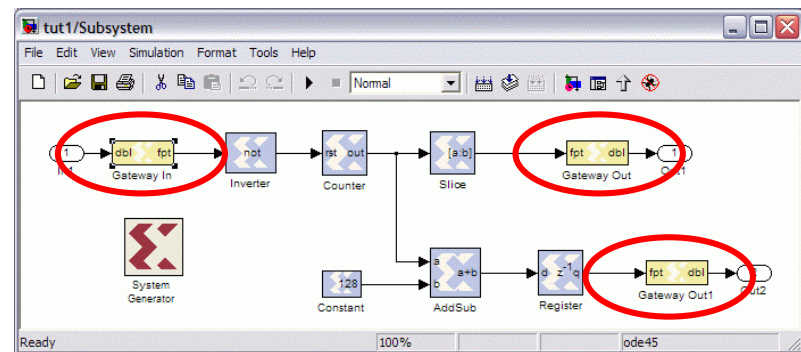 tut1/Subsystem
File Edit View Simulation Format Tools Help
Normal
1
dbl fpt
not
rst out
[a:b]
fpt dbl
1
In1
Gateway In
Inverter
Counter
Slice
Gateway Out
Out1
System
Generator
128
Constant
a
b
a+b
AddSub
d z-1 q
Register
fpt dbl
Gateway Out1
Out2
Ready
100%
ode45